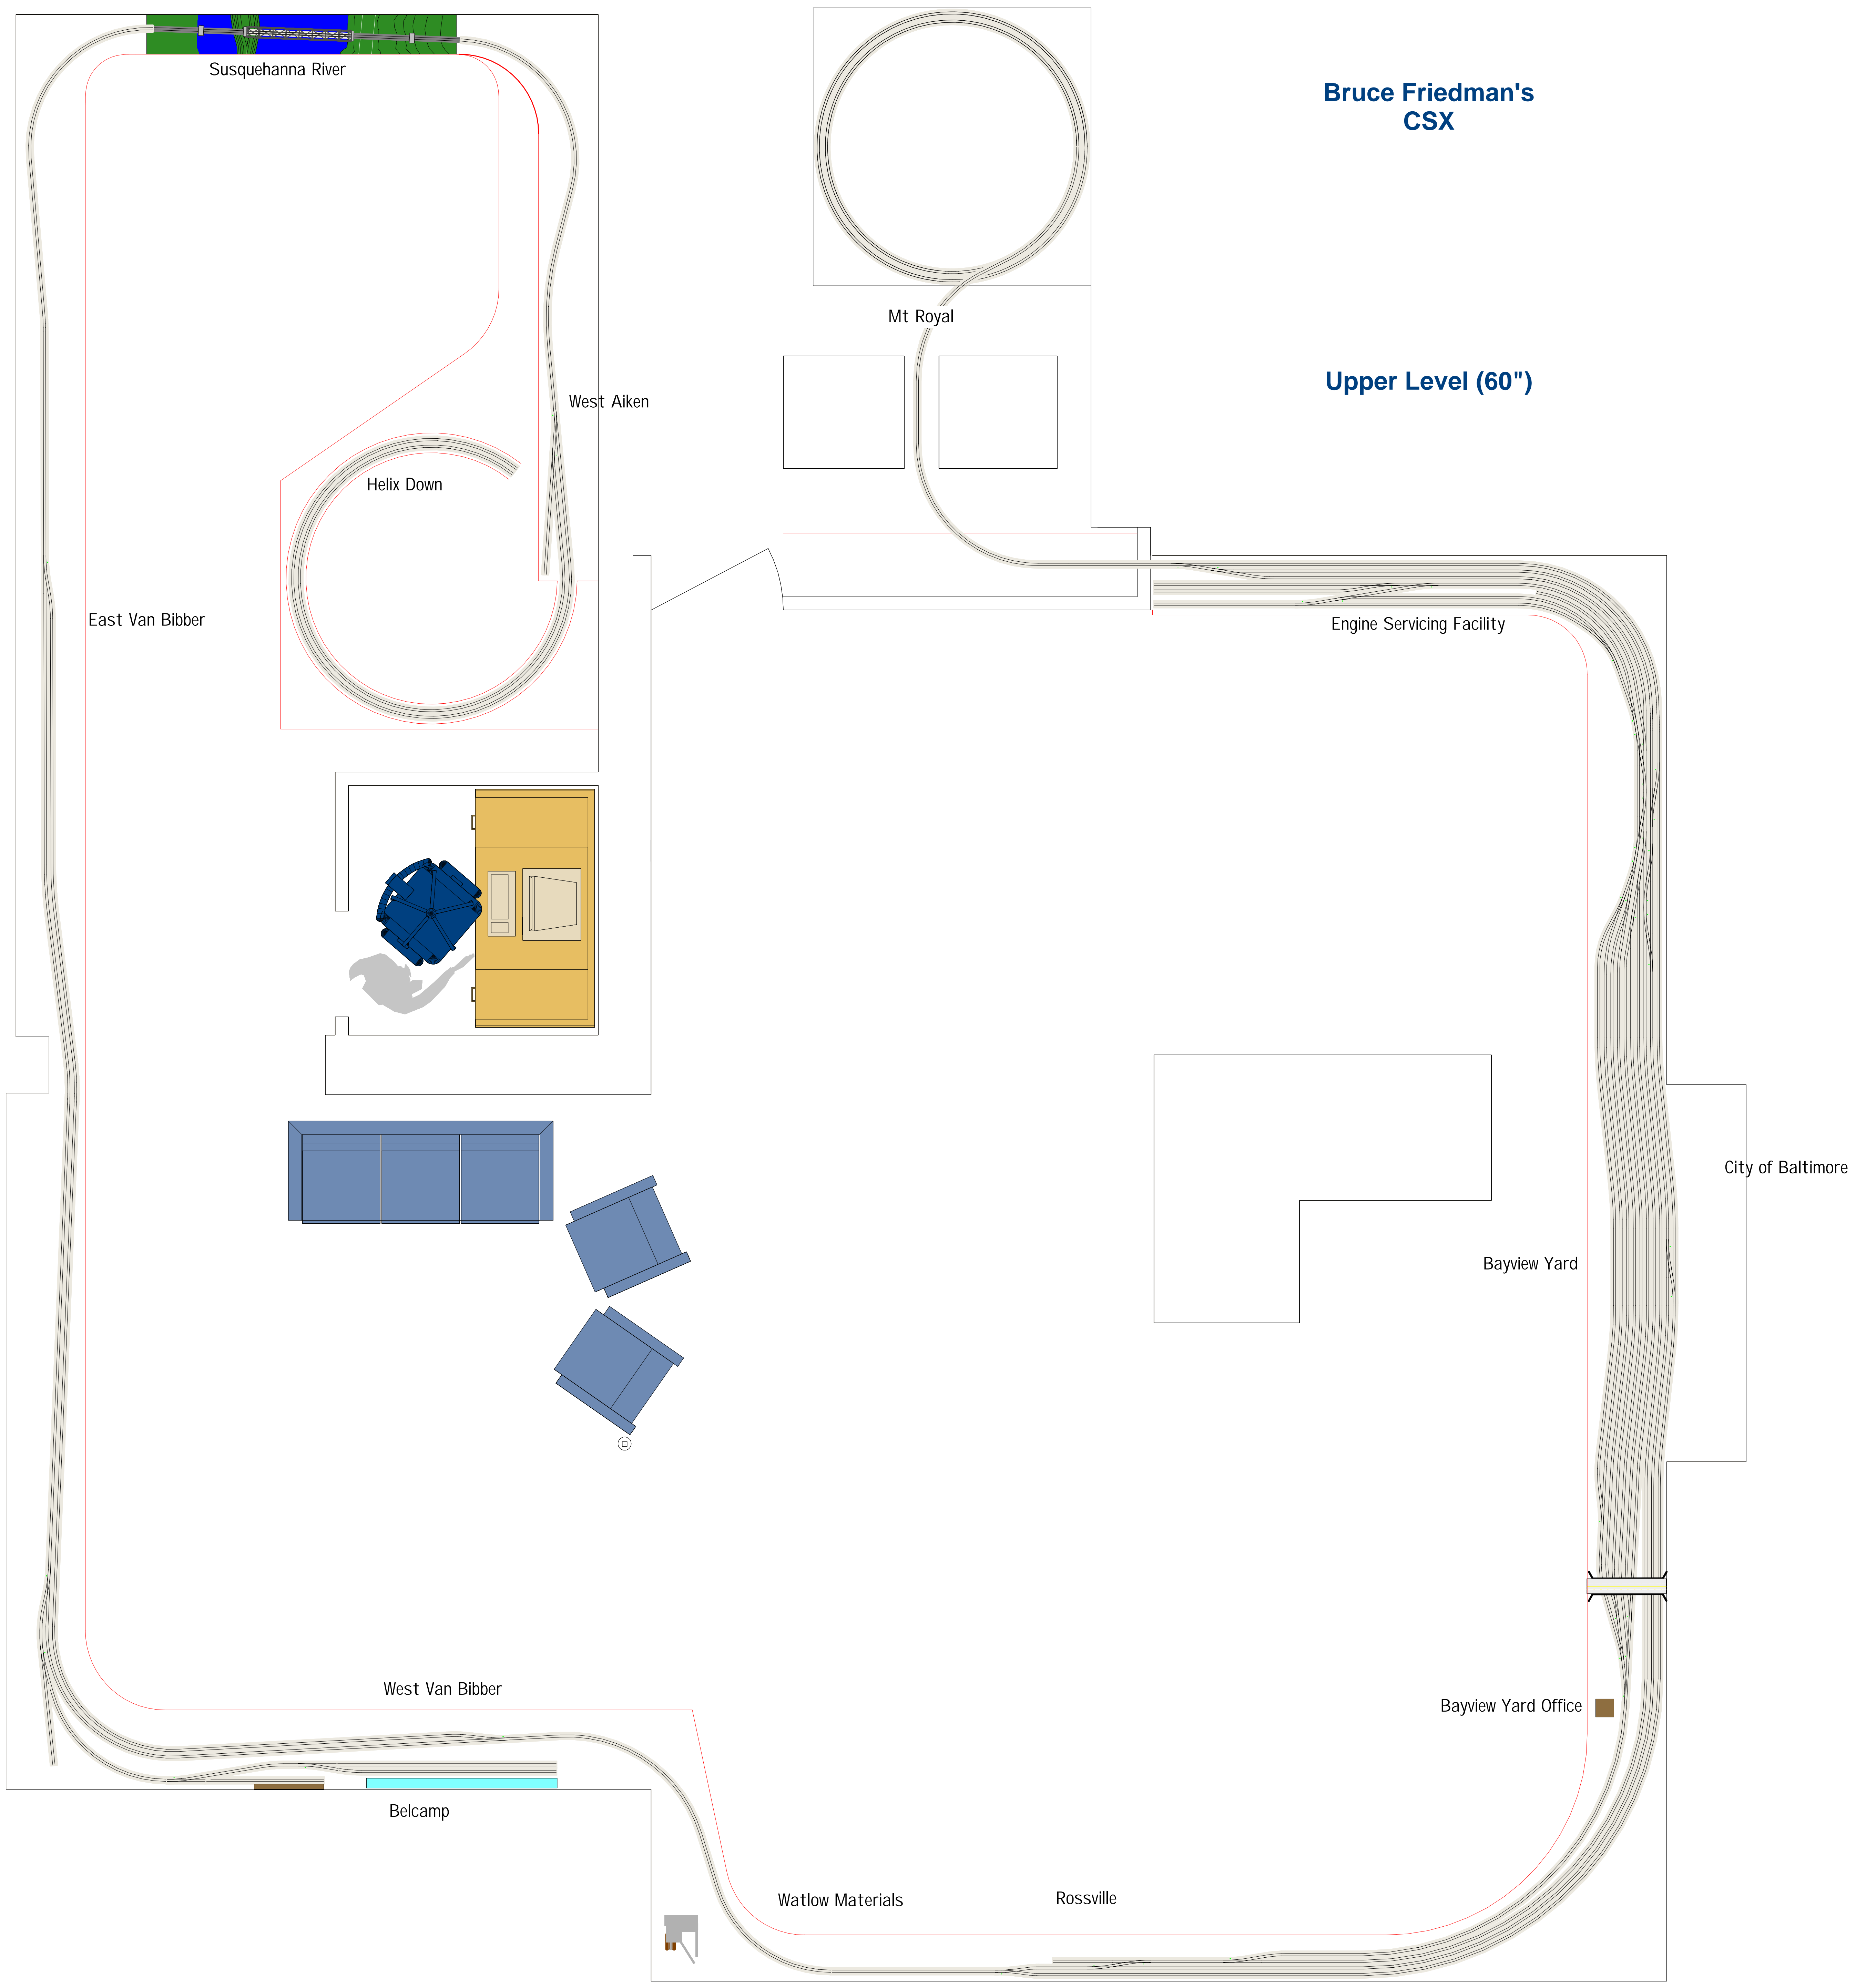 Bruce Friedman's
CSX
Susquehanna River
Mt Royal
Upper Level (60")
West Aiken
Helix Down
East Van Bibber
Engine Servicing Facility
City of Baltimore
Bayview Yard
West Van Bibber
Bayview Yard Office
Belcamp
Watlow Materials
Rossville